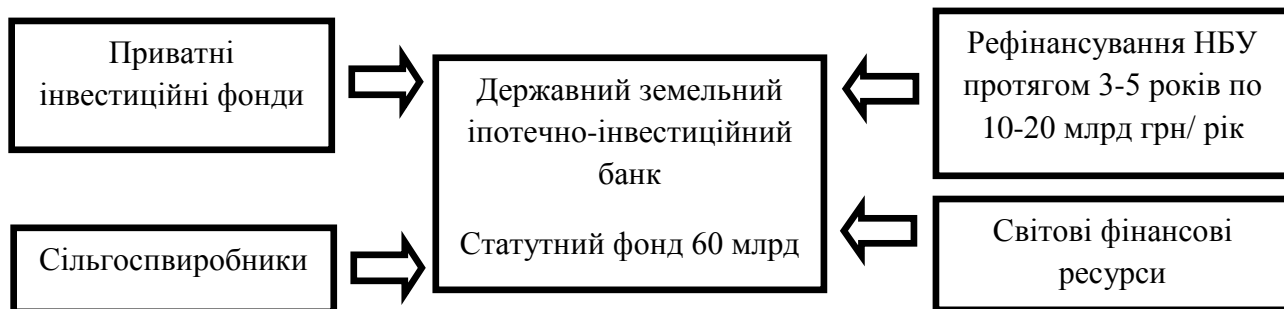 Приватні
інвестиційні фонди
Сільгоспвиробники
Державний земельний
іпотечно-інвестиційний
банк
Статутний фонд 60 млрд
Рефінансування НБУ
протягом 3-5 років по
10-20 млрд грн/ рік
Світові фінансові
ресурси